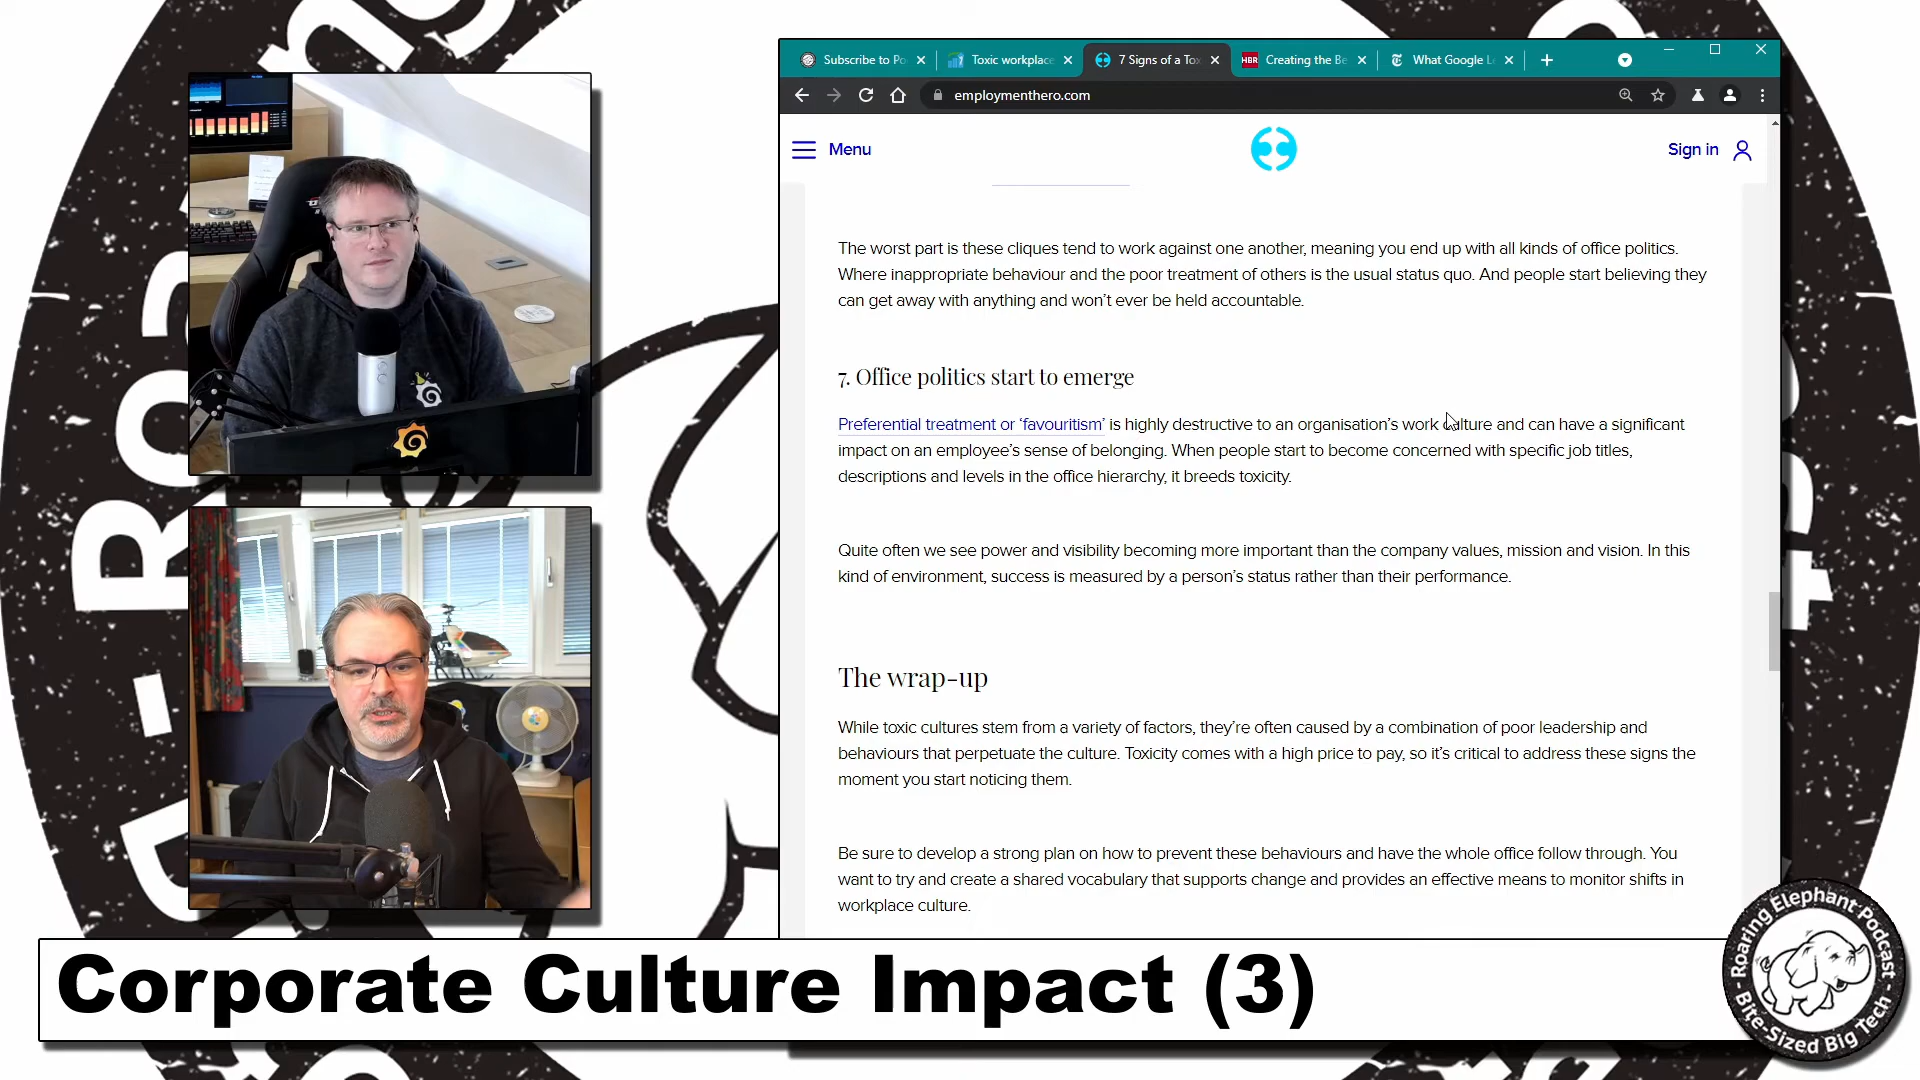 Subscribe to Po
Toxic workplace
7 Signs of a Tox
HBR
Creating the Be
What Google Le
employmenthero.com
Menu
Sign in
The worst part is these cliques tend to work against one another, meaning you end up with all kinds of office politics.
Where inappropriate behaviour and the poor treatment of others is the usual status quo. And people start believing they
can get away with anything and won’t ever be held accountable.
7. Office politics start to emerge
Preferential treatment or ‘favouritism’ is highly destructive to an organisation’s work culture and can have a significant
impact on an employee’s sense of belonging. When people start to become concerned with specific job titles,
descriptions and levels in the office hierarchy, it breeds toxicity.
Quite often we see power and visibility becoming more important than the company values, mission and vision. In this
kind of environment, success is measured by a person’s status rather than their performance.
The wrap-up
While toxic cultures stem from a variety of factors, they’re often caused by a combination of poor leadership and
behaviours that perpetuate the culture. Toxicity comes with a high price to pay, so it’s critical to address these signs the
moment you start noticing them.
Be sure to develop a strong plan on how to prevent these behaviours and have the whole office follow through. You
want to try and create a shared vocabulary that supports change and provides an effective means to monitor shifts in
workplace culture.
Corporate Culture Impact (3)
- Roaring Elephant Podcast -
Bite-Sized Big Tech